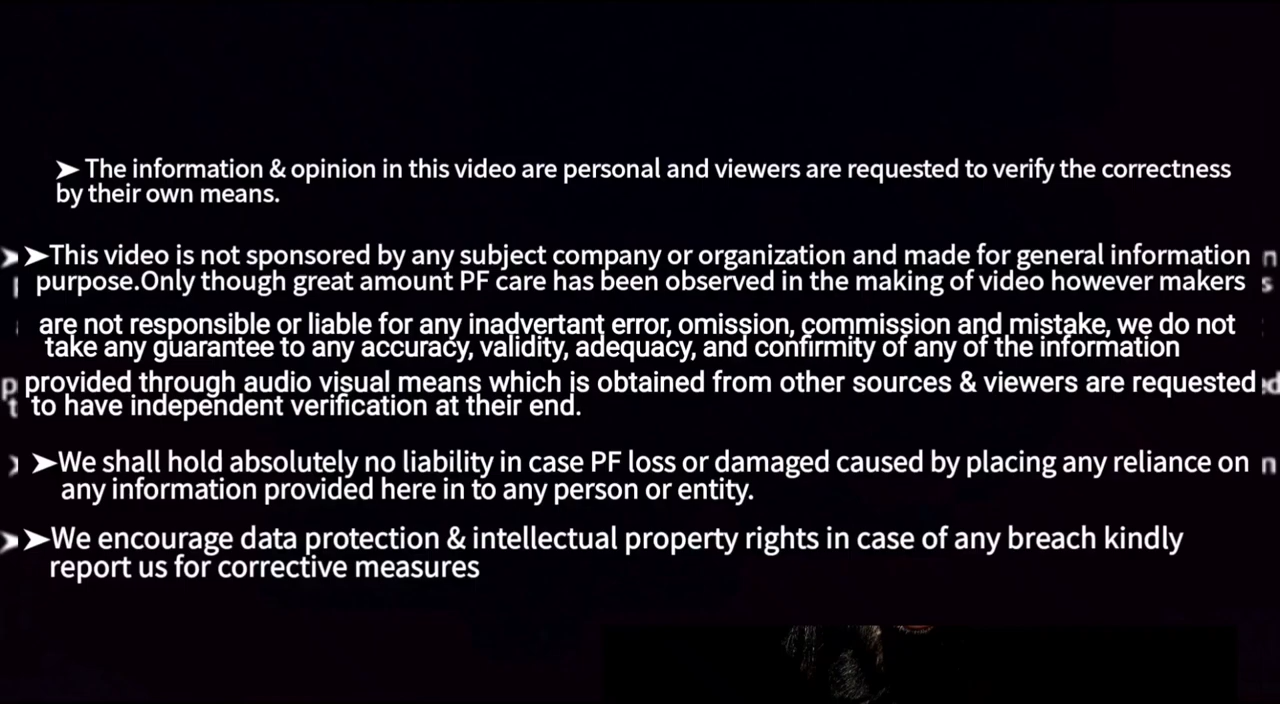 ➤ The information & opinion in this video are personal and viewers are requested to verify the correctness
by their own means.
➤This video is not sponsored by any subject company or organization and made for general information
purpose.Only though great amount PF care has been observed in the making of video however makers
are not responsible or liable for any inadvertant error, omission, commission and mistake, we do not
take any guarantee to any accuracy, validity, adequacy, and confirmity of any of the information
provided through audio visual means which is obtained from other sources & viewers are requested
to have independent verification at their end.
➤We shall hold absolutely no liability in case PF loss or damaged caused by placing any reliance on
any information provided here in to any person or entity.
➤We encourage data protection & intellectual property rights in case of any breach kindly
report us for corrective measures